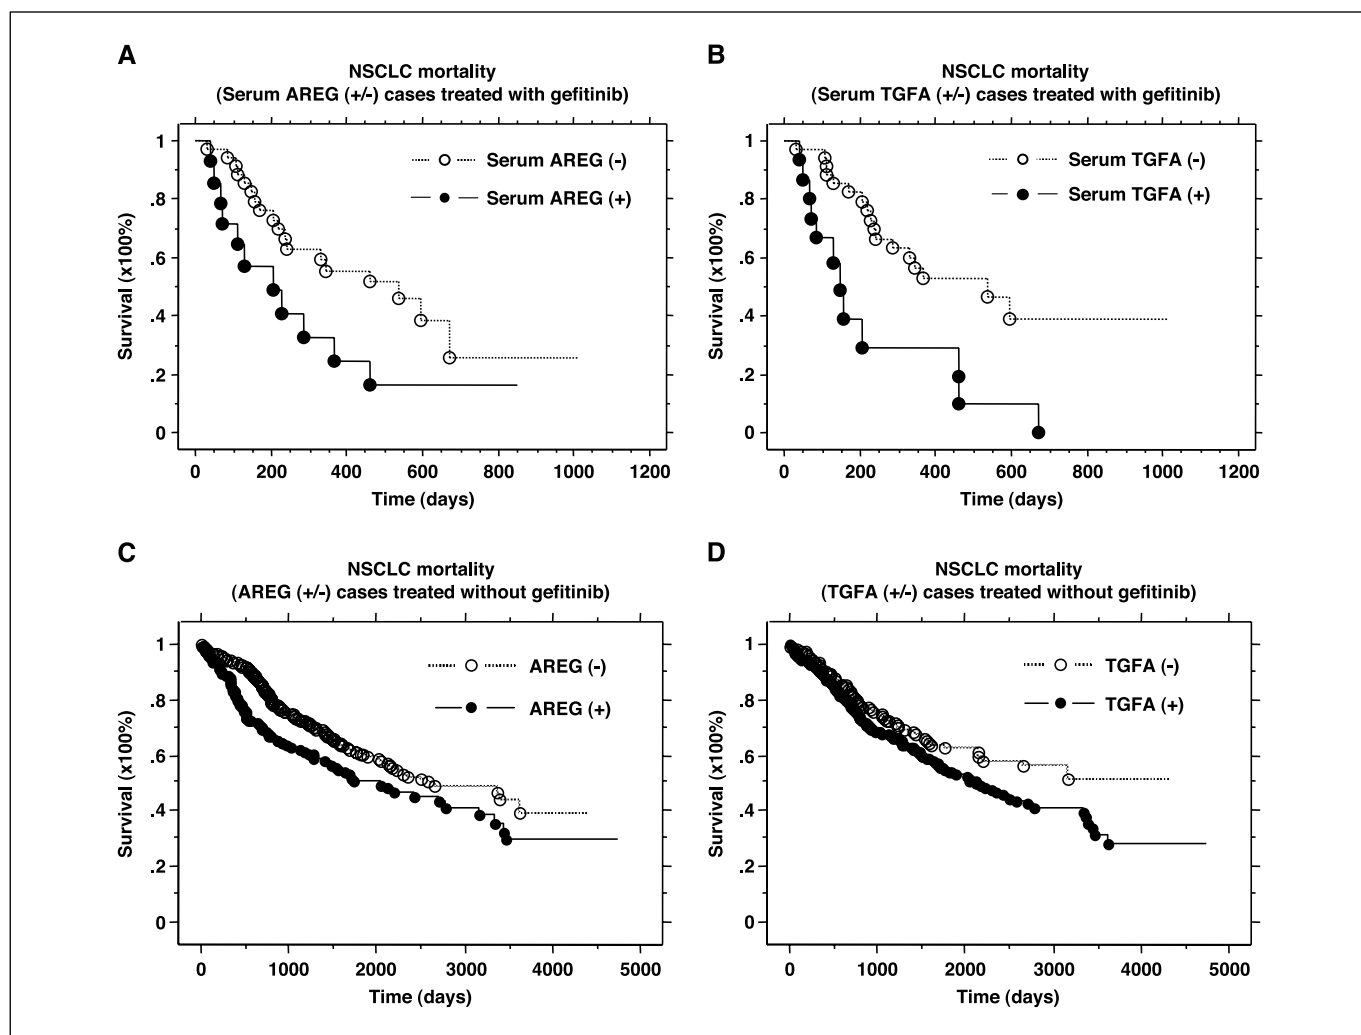 A
NSCLC mortality
(Serum AREG (+/-) cases treated with gefitinib)
Serum AREG (-)
Serum AREG (+)
Survival (x100%)
1
.8
.6
.4
.2
0
0 200 400 600 800 1000 1200
Time (days)
B
NSCLC mortality
(Serum TGFA (+/-) cases treated with gefitinib)
Serum TGFA (-)
Serum TGFA (+)
Survival (x100%)
1
.8
.6
.4
.2
0
0 200 400 600 800 1000 1200
Time (days)
C
NSCLC mortality
(AREG (+/-) cases treated without gefitinib)
AREG (-)
AREG (+)
Survival (x100%)
1
.8
.6
.4
.2
0
0 1000 2000 3000 4000 5000
Time (days)
D
NSCLC mortality
(TGFA (+/-) cases treated without gefitinib)
TGFA (-)
TGFA (+)
Survival (x100%)
1
.8
.6
.4
.2
0
0 1000 2000 3000 4000 5000
Time (days)